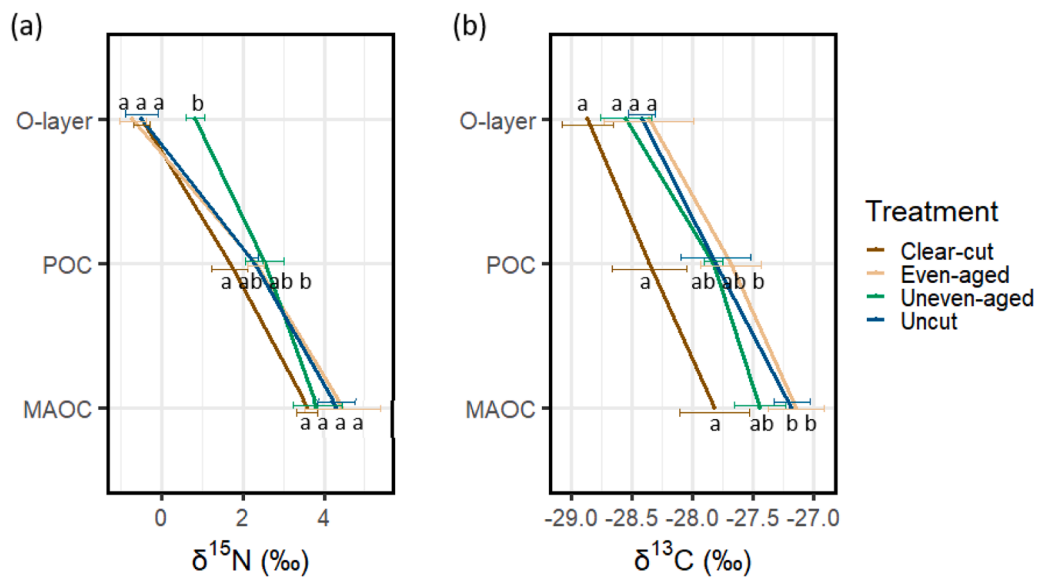 (a)
a a a b
O-layer
POC
a ab ab b
MAOC
a a a a
0 2 4
δ¹⁵N (‰)
(b)
a a a a
O-layer
POC
a ab ab b
MAOC
a ab b b
-29.0 -28.5 -28.0 -27.5 -27.0
δ¹³C (‰)
Treatment
Clear-cut
Even-aged
Uneven-aged
Uncut